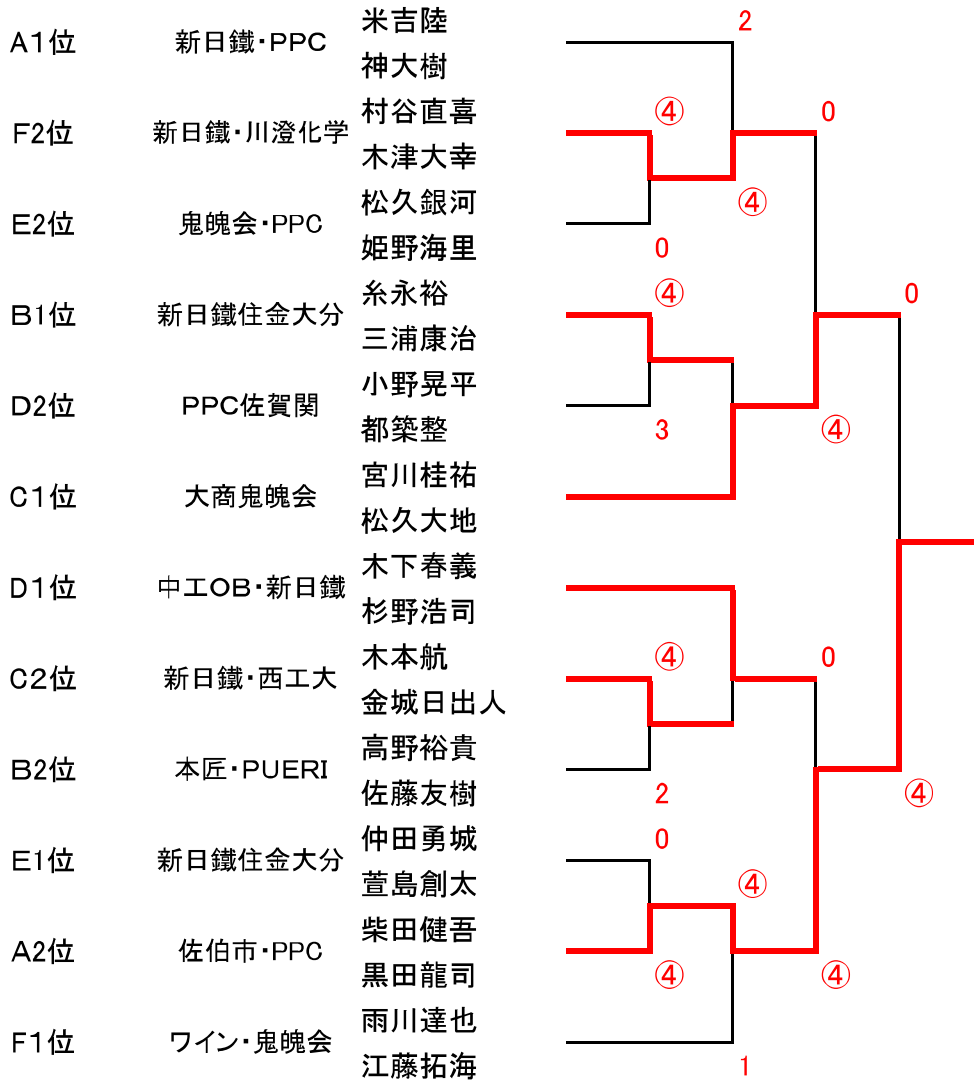 米吉陸
2
A1位 新日鐵・PPC
神大樹
村谷直喜 ④ 0
F2位 新日鐵・川澄化学
木津大幸
松久銀河 ④
E2位 鬼魄会・PPC
姫野海里 0
糸永裕 ④ 0
B1位 新日鐵住金大分
三浦康治
小野晃平
D2位 PPC佐賀関
都築整 3 ④
宮川桂祐
C1位 大商鬼魄会
松久大地
木下春義
D1位 中工OB・新日鐵
杉野浩司
木本航 ④ 0
C2位 新日鐵・西工大
金城日出人
高野裕貴
B2位 本匠・PUERI
佐藤友樹 2 ④
仲田勇城 0
E1位 新日鐵住金大分
萱島創太 ④
柴田健吾
A2位 佐伯市・PPC
黒田龍司 ④ ④
雨川達也
F1位 ワイン・鬼魄会
江藤拓海 1